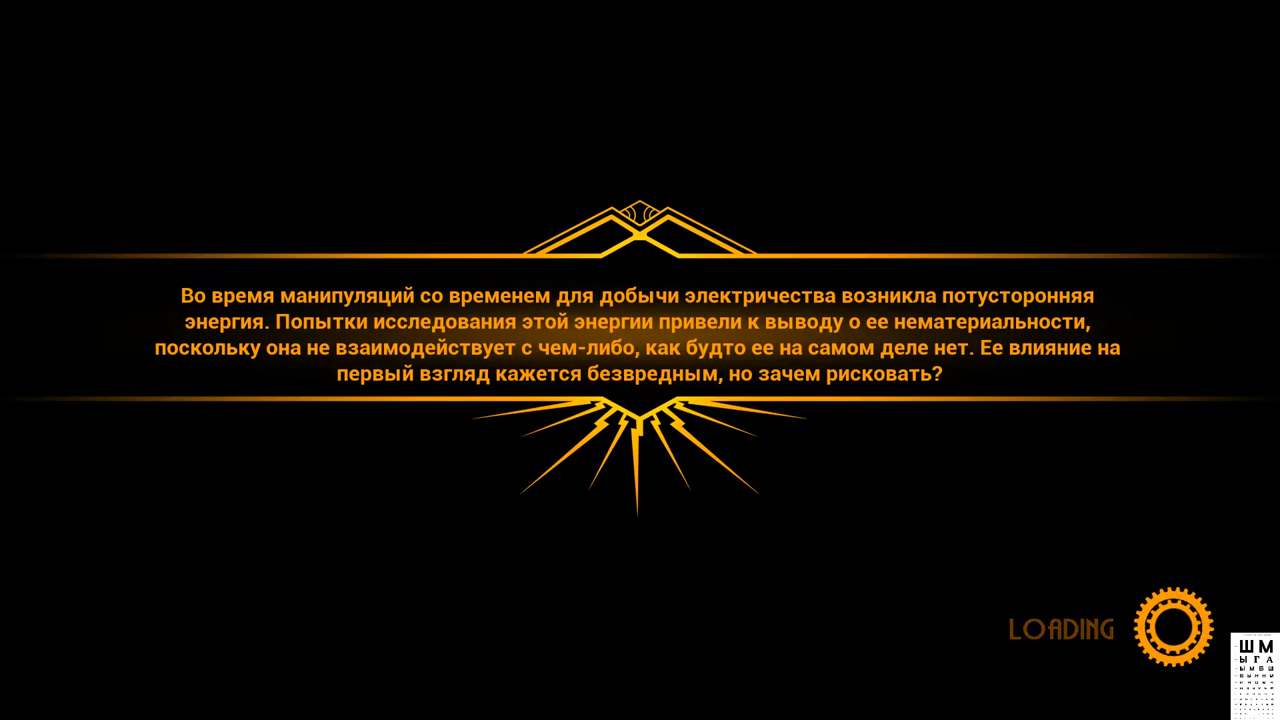 Во время манипуляций со временем для добычи электричества возникла потусторонняя
энергия. Попытки исследования этой энергии привели к выводу о ее нематериальности,
поскольку она не взаимодействует с чем-либо, как будто ее на самом деле нет. Ее влияние на
первый взгляд кажется безвредным, но зачем рисковать?
LOADING
Ш М
Ы Г А
Ы М Б Ш
Б Ы Н К И